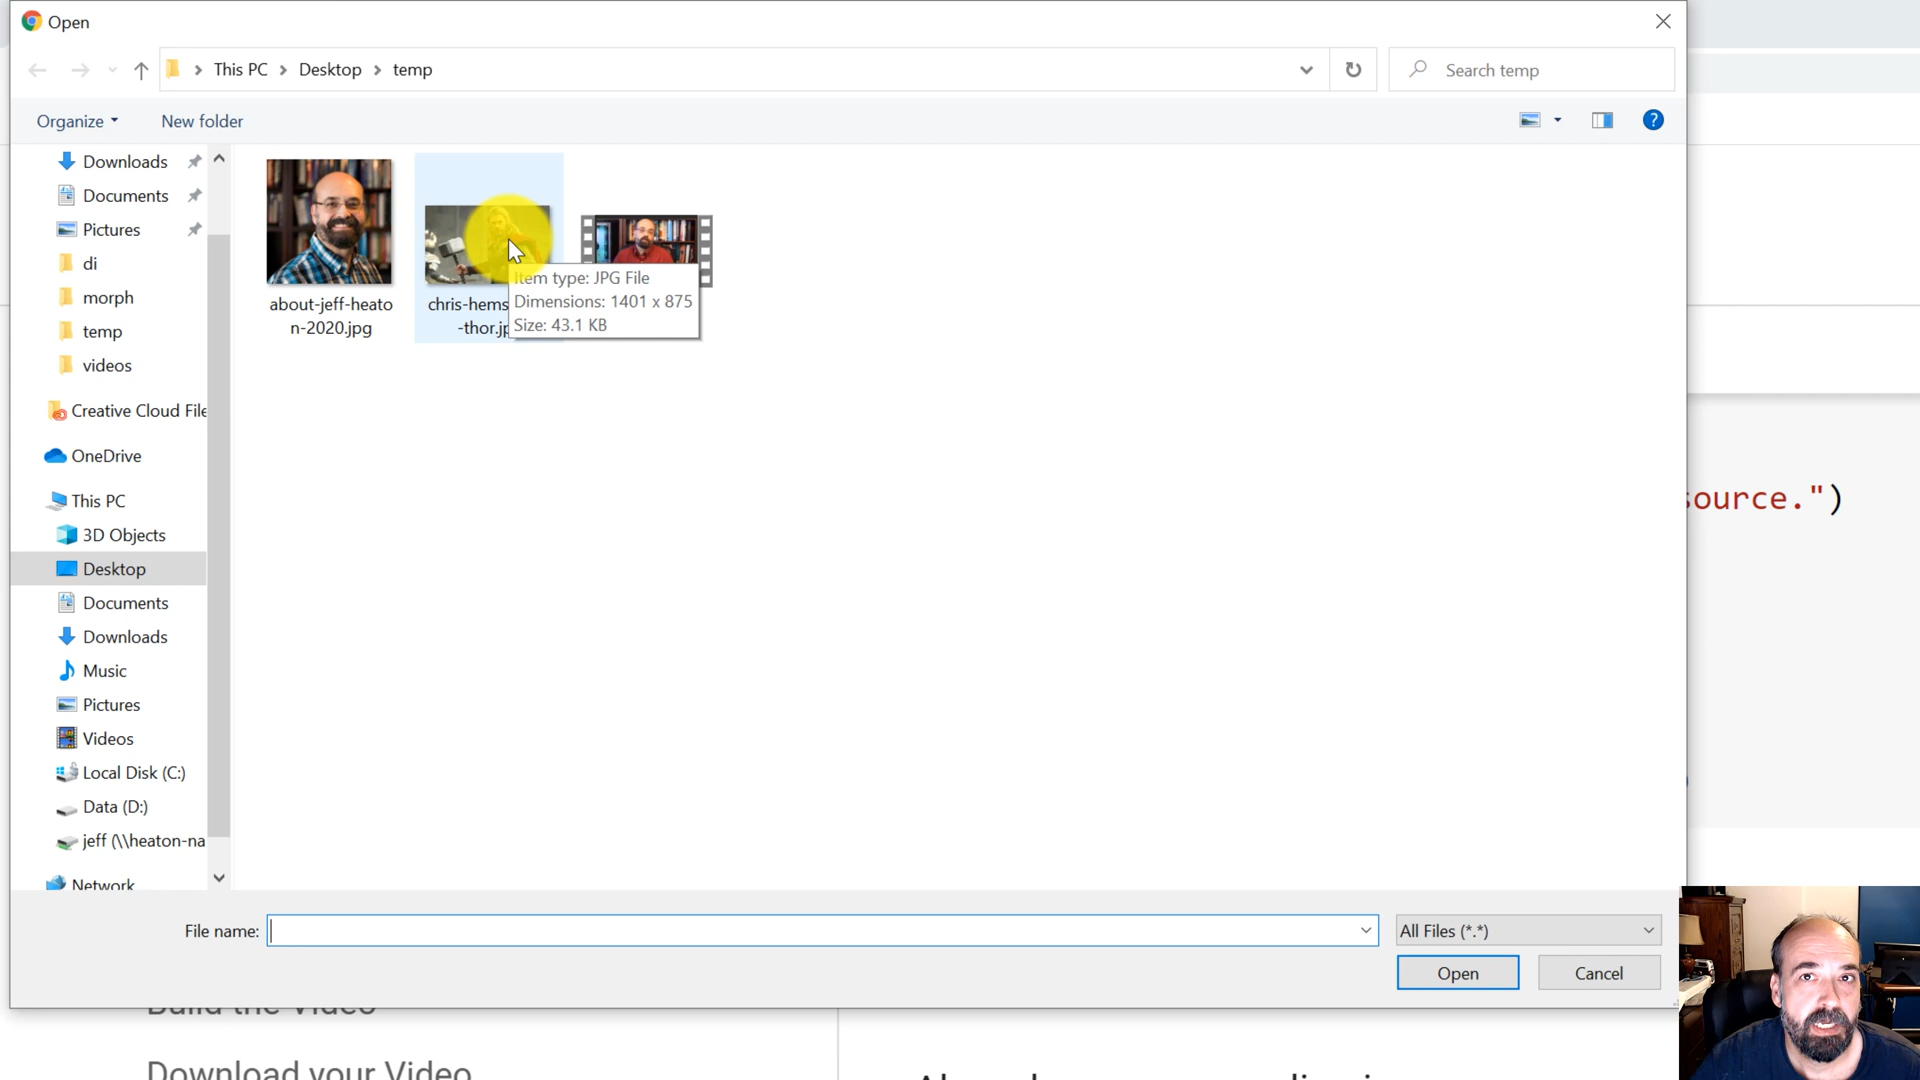 Open
This PC
Desktop
temp
Search temp
Organize
New folder
?
Downloads
Documents
Pictures
di
morph
temp
videos
Creative Cloud File
OneDrive
This PC
3D Objects
Desktop
Documents
Downloads
Music
Pictures
Videos
Local Disk (C:)
Data (D:)
jeff (\\heaton-na
Network
about-jeff-heato
n-2020.jpg
chris-hems
-thor.jp
Item type: JPG File
Dimensions: 1401 x 875
Size: 43.1 KB
source.")
File name:
All Files (*.*)
Open
Cancel
Build the Video
Download your Video